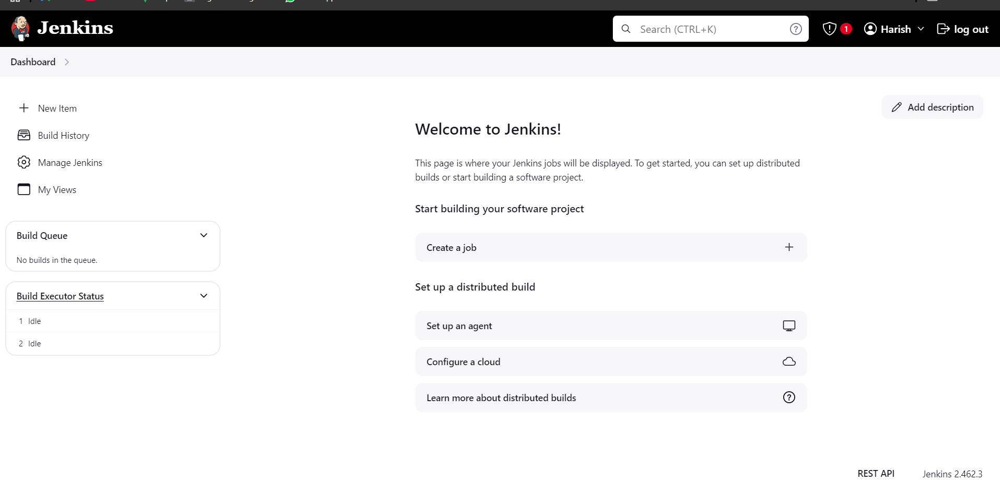 Jenkins
Search (CTRL+K)
1
Harish
log out
Dashboard
New Item
Build History
Manage Jenkins
My Views
Build Queue
No builds in the queue.
Build Executor Status
1 Idle
2 Idle
Add description
Welcome to Jenkins!
This page is where your Jenkins jobs will be displayed. To get started, you can set up distributed
builds or start building a software project.
Start building your software project
Create a job
Set up a distributed build
Set up an agent
Configure a cloud
Learn more about distributed builds
REST API
Jenkins 2.462.3